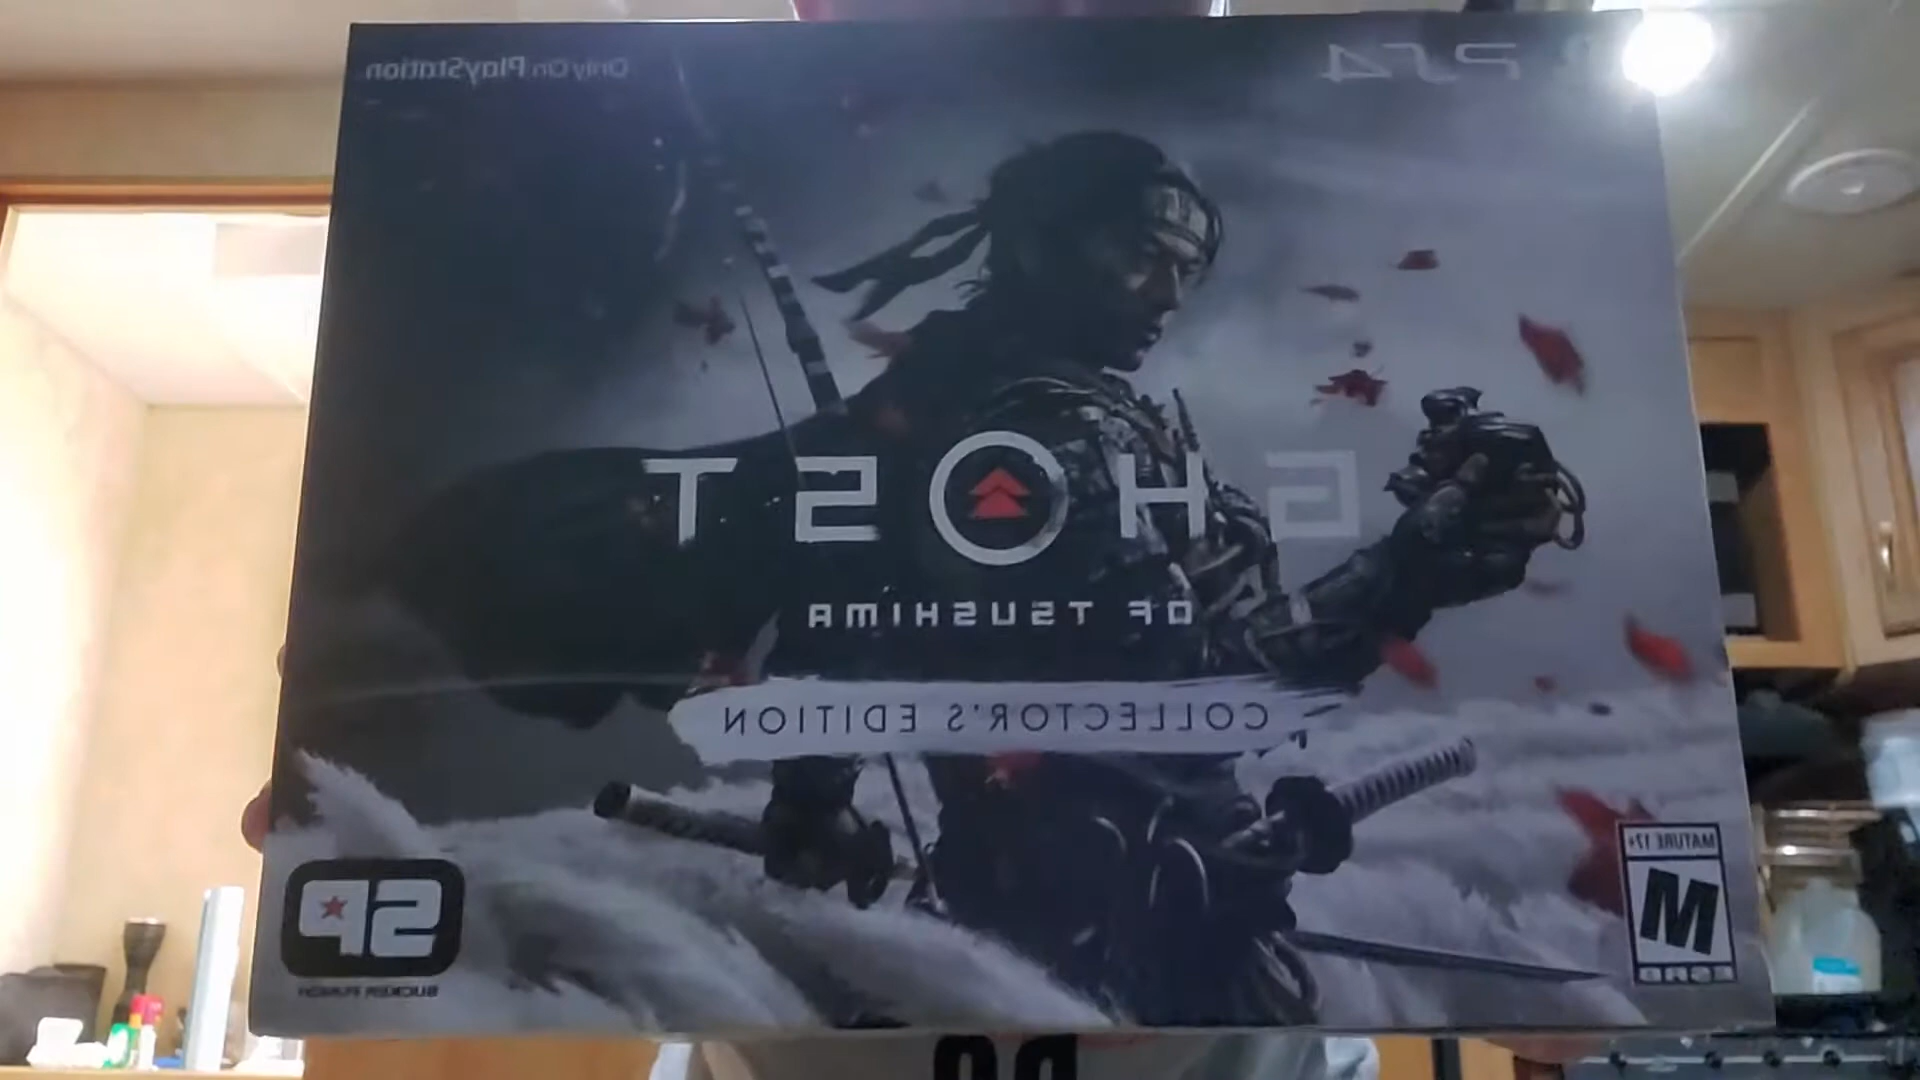 Only On PlayStation
PS4
GHOST
OF TSUSHIMA
COLLECTOR'S EDITION
MATURE 17+
M
ESRB
SP
SUCKER PUNCH